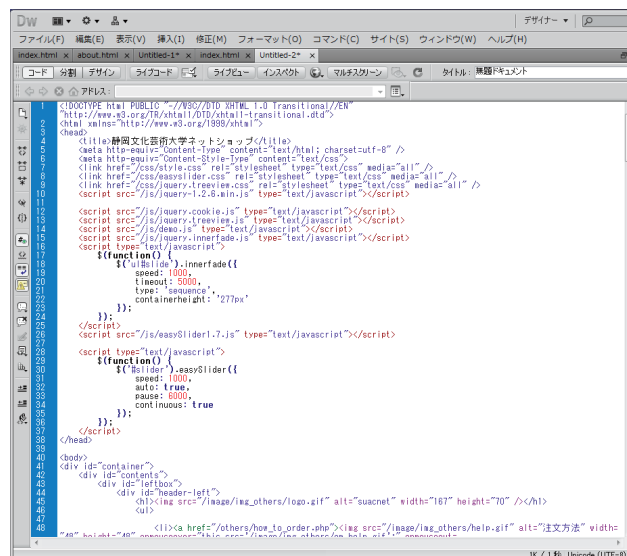 Dw デザイナー
ファイル(F) 編集(E) 表示(V) 挿入(I) 修正(M) フォーマット(O) コマンド(C) サイト(S) ウィンドウ(W) ヘルプ(H)
index.html × about.html × Untitled-1* × index.html × Untitled-2* ×
コード 分割 デザイン ライブコード ライブビュー インスペクト マルチスクリーン タイトル: 無題ドキュメント
アドレス:
1 <!DOCTYPE html PUBLIC "-//W3C//DTD XHTML 1.0 Transitional//EN"
"http://www.w3.org/TR/xhtml1/DTD/xhtml1-transitional.dtd">
2 <html xmlns="http://www.w3.org/1999/xhtml">
3 <head>
4 <title>静岡文化芸術大学ネットショップ</title>
5 <meta http-equiv="Content-Type" content="text/html; charset=utf-8" />
6 <meta http-equiv="Content-Style-Type" content="text/css">
7 <link href="/css/style.css" rel="stylesheet" type="text/css" media="all" />
8 <link href="/css/easyslider.css" rel="stylesheet" type="text/css" media="all" />
9 <link href="/css/jquery.treeview.css" rel="stylesheet" type="text/css" media="all" />
10 <script src="/js/jquery-1.2.6.min.js" type="text/javascript"></script>
11
12 <script src="/js/jquery.cookie.js" type="text/javascript"></script>
13 <script src="/js/jquery.treeview.js" type="text/javascript"></script>
14 <script src="/js/demo.js" type="text/javascript"></script>
15 <script src="/js/jquery.innerfade.js" type="text/javascript"></script>
16 <script type="text/javascript">
17 $(function() {
18 $('ul#slide').innerfade({
19 speed: 1000,
20 timeout: 5000,
21 type: 'sequence',
22 containerheight: '277px'
23 });
24 });
25 </script>
26 <script src="/js/easySlider1.7.js" type="text/javascript"></script>
27
28 <script type="text/javascript">
29 $(function() {
30 $('#slider').easySlider({
31 speed: 1000,
32 auto: true,
33 pause: 6000,
34 continuous: true
35 });
36 });
37 </script>
38 </head>
39
40 <body>
41 <div id="container">
42 <div id="contents">
43 <div id="leftbox">
44 <div id="header-left">
45 <h1><img src="/image/img_others/logo.gif" alt="suacnet" width="167" height="70" /></h1>
46 <ul>
47
48 <li><a href="/others/how_to_order.php"><img src="/image/img_others/help.gif" alt="注文方法" width=
1K / 1 秒 Unicode (UTF-8)